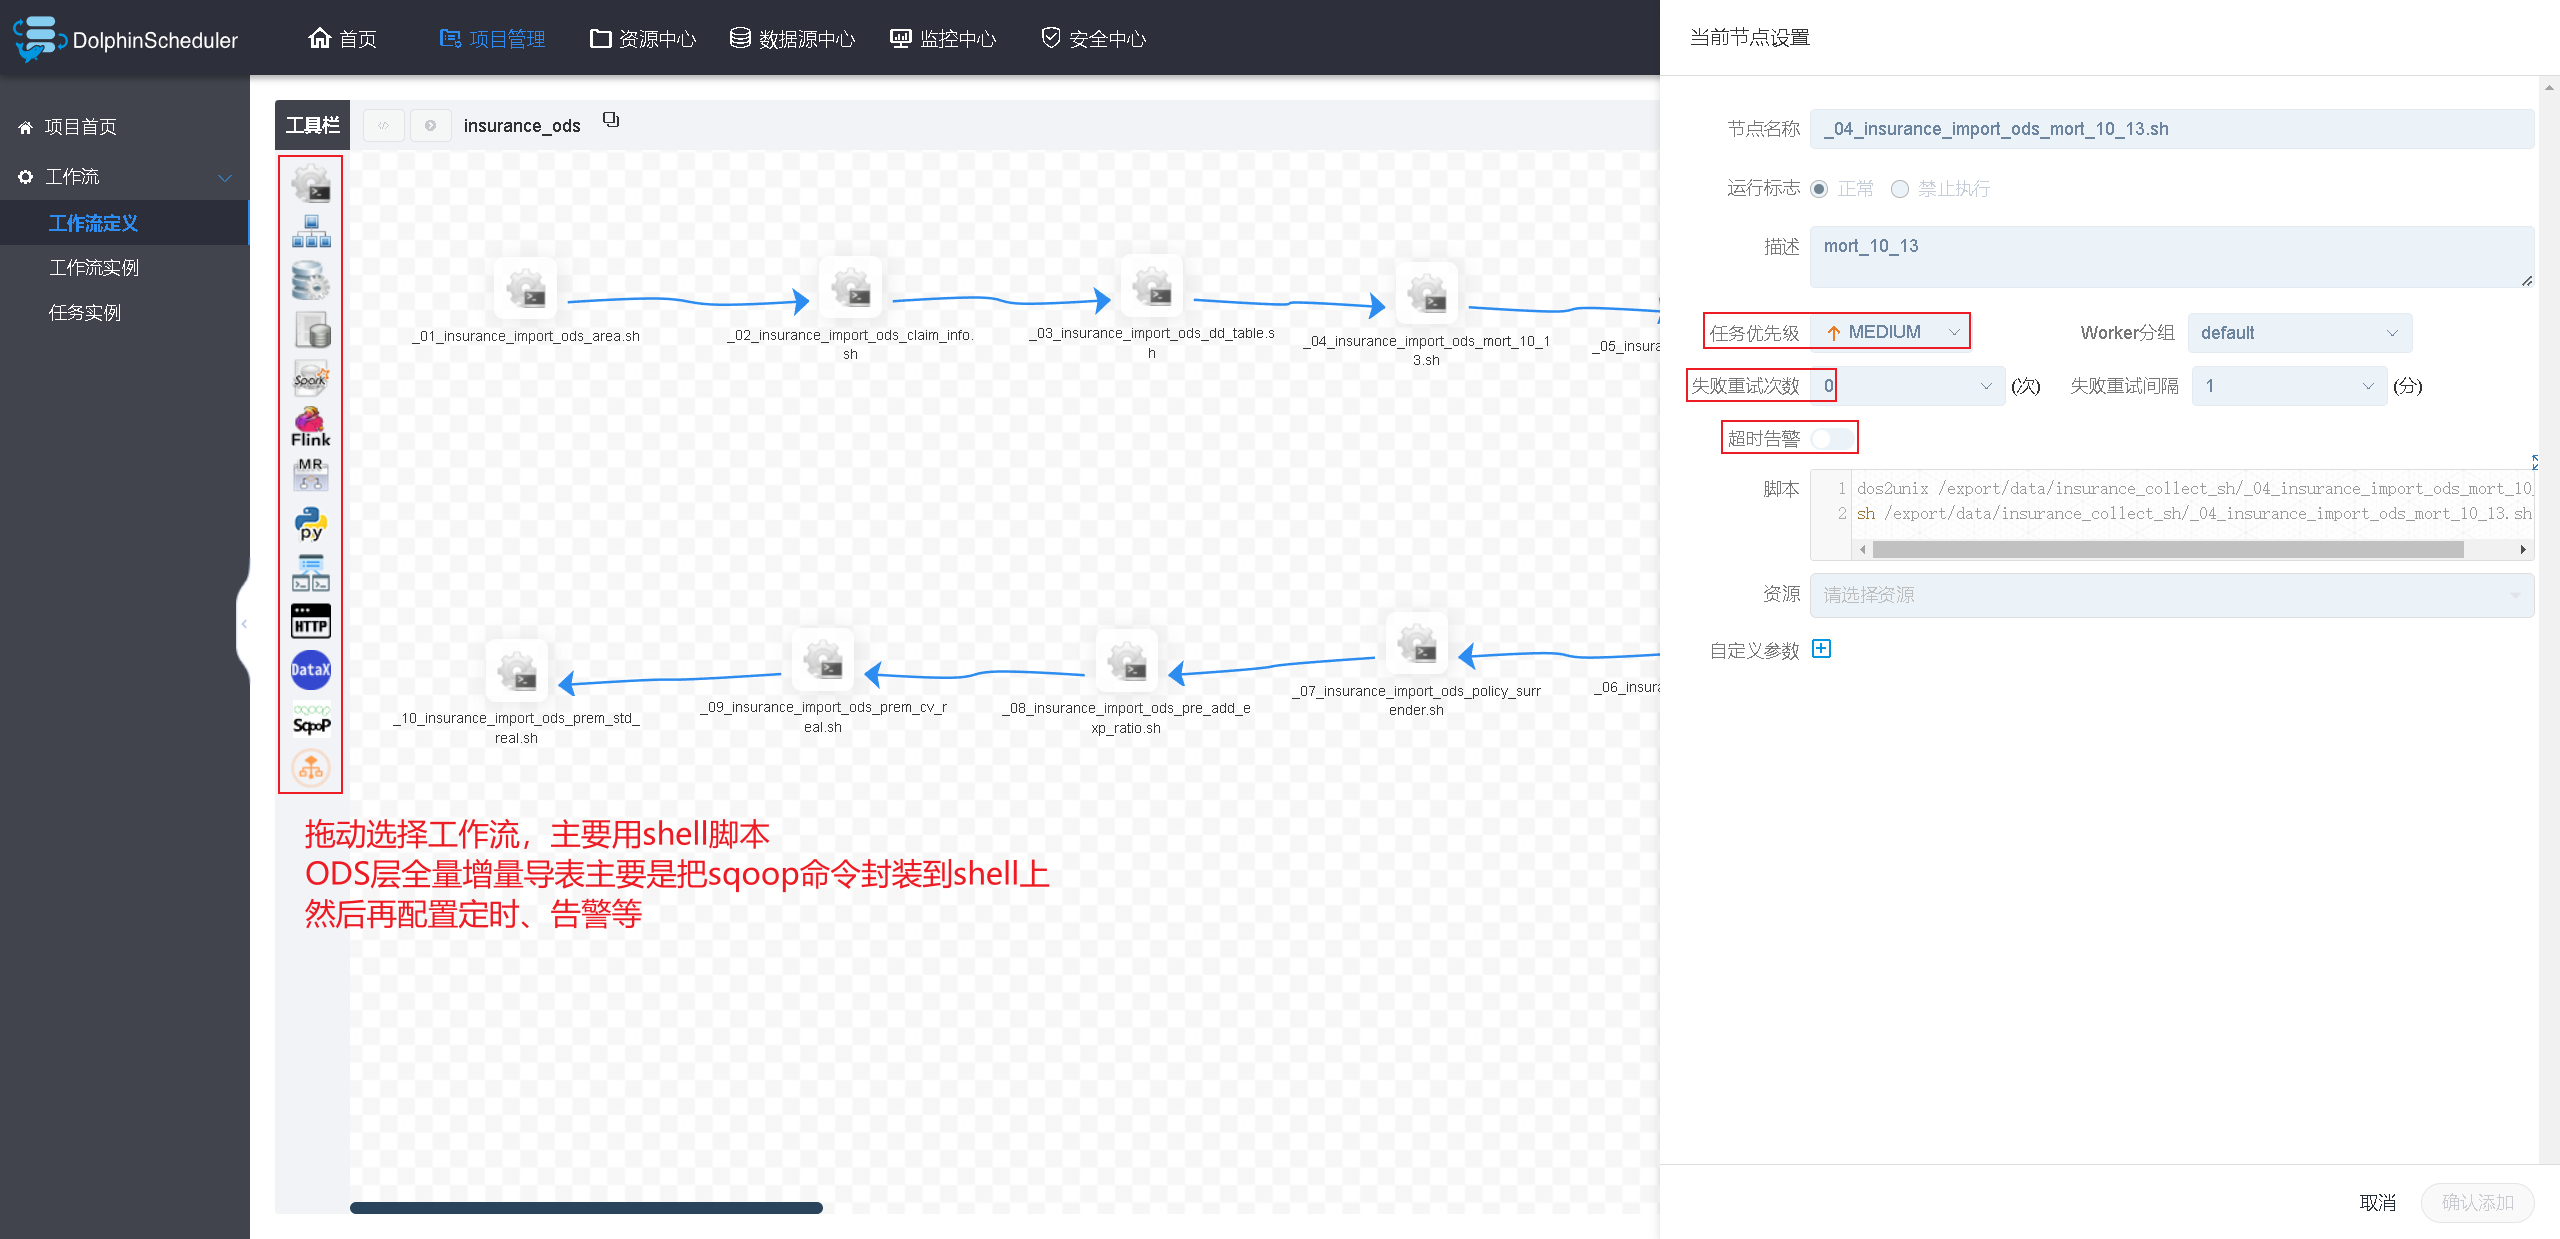 DolphinScheduler
首页
项目管理
资源中心
数据源中心
监控中心
安全中心
项目首页
工作流
工作流定义
工作流实例
任务实例
工具栏
insurance_ods
Spark
Flink
MR
py
HTTP
DataX
sqoop
SqooP
_01_insurance_import_ods_area.sh
_02_insurance_import_ods_claim_info.
sh
_03_insurance_import_ods_dd_table.s
h
_04_insurance_import_ods_mort_10_1
3.sh
_05_insura
_10_insurance_import_ods_prem_std_
real.sh
_09_insurance_import_ods_prem_cv_r
eal.sh
_08_insurance_import_ods_pre_add_e
xp_ratio.sh
_07_insurance_import_ods_policy_surr
ender.sh
_06_insura
拖动选择工作流，主要用shell脚本
ODS层全量增量导表主要是把sqoop命令封装到shell上
然后再配置定时、告警等
当前节点设置
节点名称 _04_insurance_import_ods_mort_10_13.sh
运行标志 正常 禁止执行
描述 mort_10_13
任务优先级 MEDIUM Worker分组 default
失败重试次数 0 (次) 失败重试间隔 1 (分)
超时告警
脚本
1 dos2unix /export/data/insurance_collect_sh/_04_insurance_import_ods_mort_10_
2 sh /export/data/insurance_collect_sh/_04_insurance_import_ods_mort_10_13.sh
资源 请选择资源
自定义参数
取消 确认添加